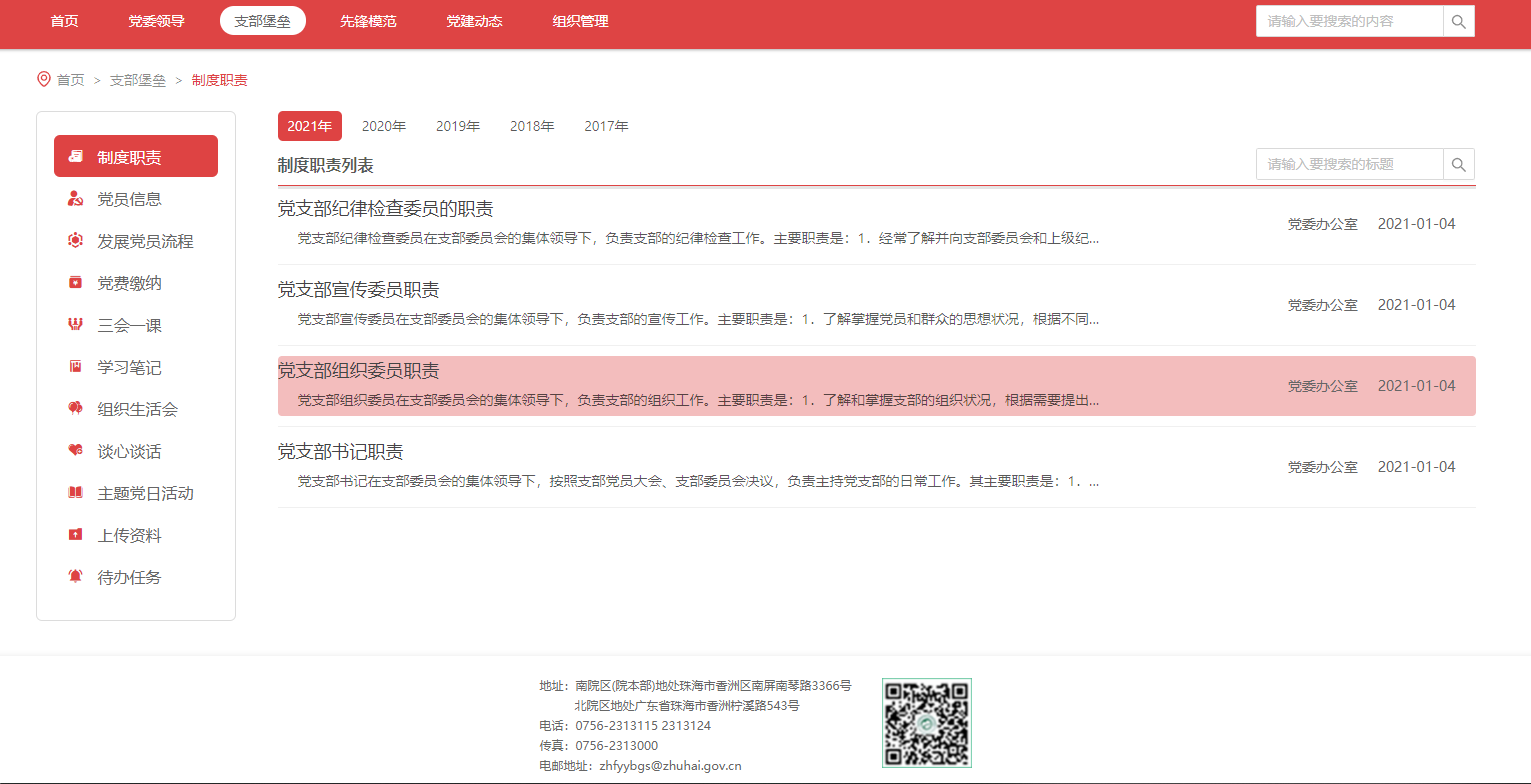 首页 党委领导 支部堡垒 先锋模范 党建动态 组织管理 请输入要搜索的内容
首页 > 支部堡垒 > 制度职责
制度职责
党员信息
发展党员流程
党费缴纳
三会一课
学习笔记
组织生活会
谈心谈话
主题党日活动
上传资料
待办任务
2021年 2020年 2019年 2018年 2017年
制度职责列表 请输入要搜索的标题
党支部纪律检查委员的职责
党支部纪律检查委员在支部委员会的集体领导下，负责支部的纪律检查工作。主要职责是：1．经常了解并向支部委员会和上级纪...
党委办公室 2021-01-04
党支部宣传委员职责
党支部宣传委员在支部委员会的集体领导下，负责支部的宣传工作。主要职责是：1．了解掌握党员和群众的思想状况，根据不同...
党委办公室 2021-01-04
党支部组织委员职责
党支部组织委员在支部委员会的集体领导下，负责支部的组织工作。主要职责是：1．了解和掌握支部的组织状况，根据需要提出...
党委办公室 2021-01-04
党支部书记职责
党支部书记在支部委员会的集体领导下，按照支部党员大会、支部委员会决议，负责主持党支部的日常工作。其主要职责是：1．...
党委办公室 2021-01-04
地址：南院区(院本部)地处珠海市香洲区南屏南琴路3366号
北院区地处广东省珠海市香洲柠溪路543号
电话：0756-2313115 2313124
传真：0756-2313000
电邮地址：zhfyybgs@zhuhai.gov.cn